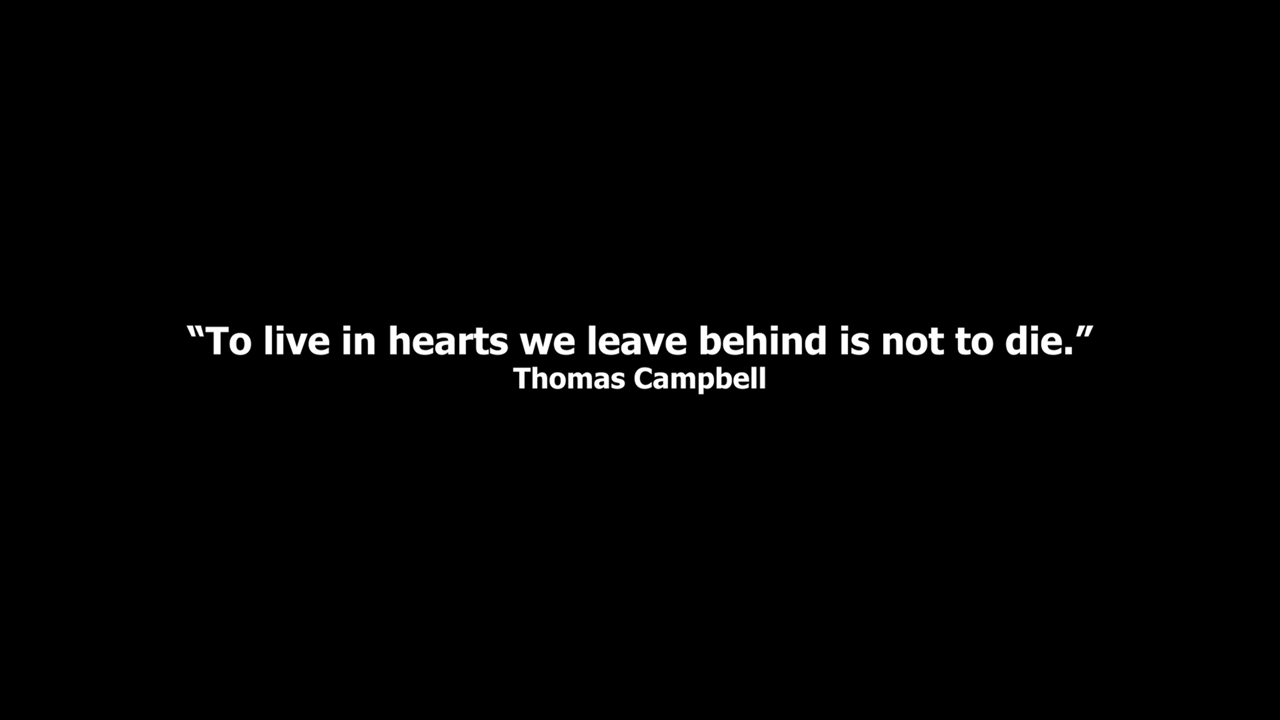 “To live in hearts we leave behind is not to die.”
Thomas Campbell